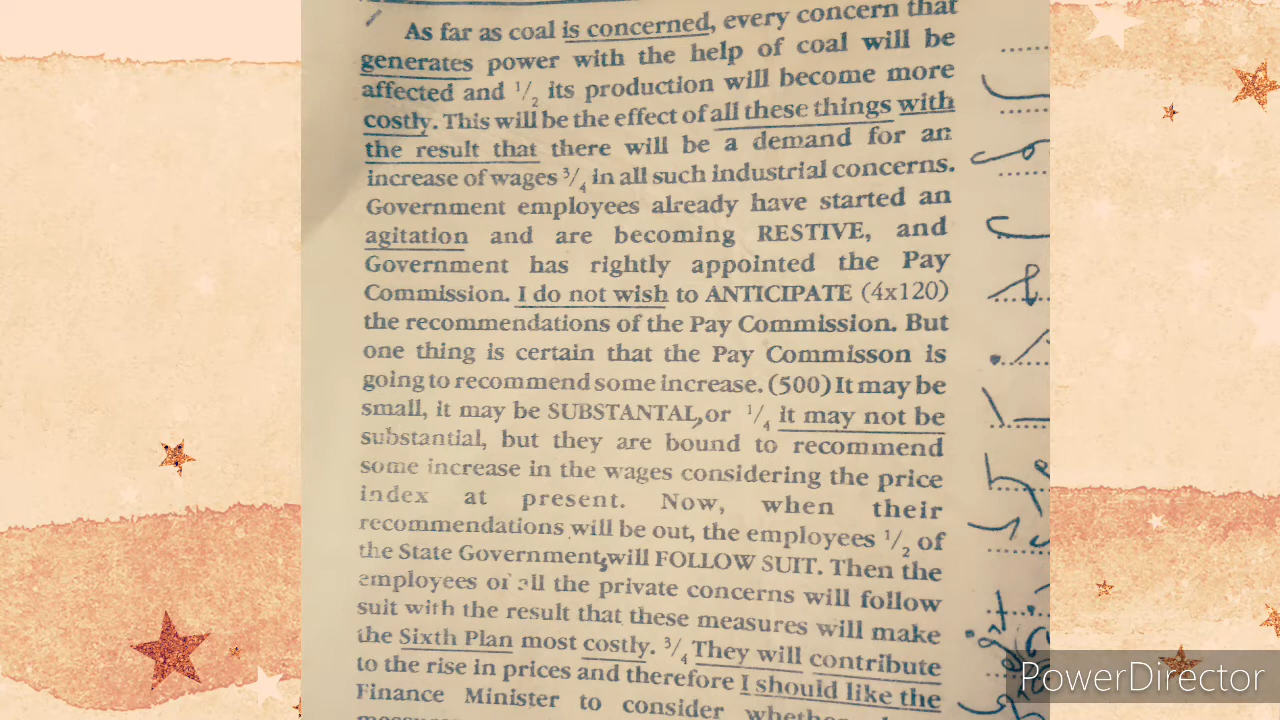 As far as coal is concerned, every concern that
generates power with the help of coal will be
affected and 1/2 its production will become more
costly. This will be the effect of all these things with
the result that there will be a demand for an
increase of wages 3/4 in all such industrial concerns.
Government employees already have started an
agitation and are becoming RESTIVE, and
Government has rightly appointed the Pay
Commission. I do not wish to ANTICIPATE (4x120)
the recommendations of the Pay Commission. But
one thing is certain that the Pay Commisson is
going to recommend some increase. (500) It may be
small, it may be SUBSTANTAL, or 1/4 it may not be
substantial, but they are bound to recommend
some increase in the wages considering the price
index at present. Now, when their
recommendations will be out, the employees 1/2 of
the State Government, will FOLLOW SUIT. Then the
employees of all the private concerns will follow
suit with the result that these measures will make
the Sixth Plan most costly. 3/4 They will contribute
to the rise in prices and therefore I should like the
Finance Minister to consider whether
PowerDirector